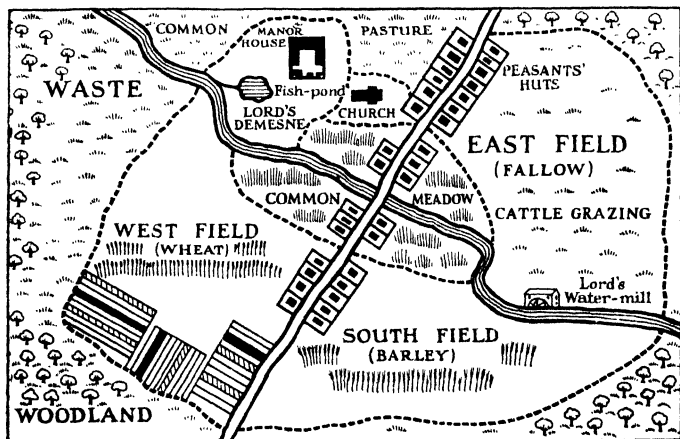 COMMON
MANOR
HOUSE
PASTURE
WASTE
Fish-pond
LORD'S
DEMESNE
CHURCH
PEASANTS'
HUTS
EAST FIELD
(FALLOW)
CATTLE GRAZING
COMMON
MEADOW
WEST FIELD
(WHEAT)
Lord's
Water-mill
SOUTH FIELD
(BARLEY)
WOODLAND